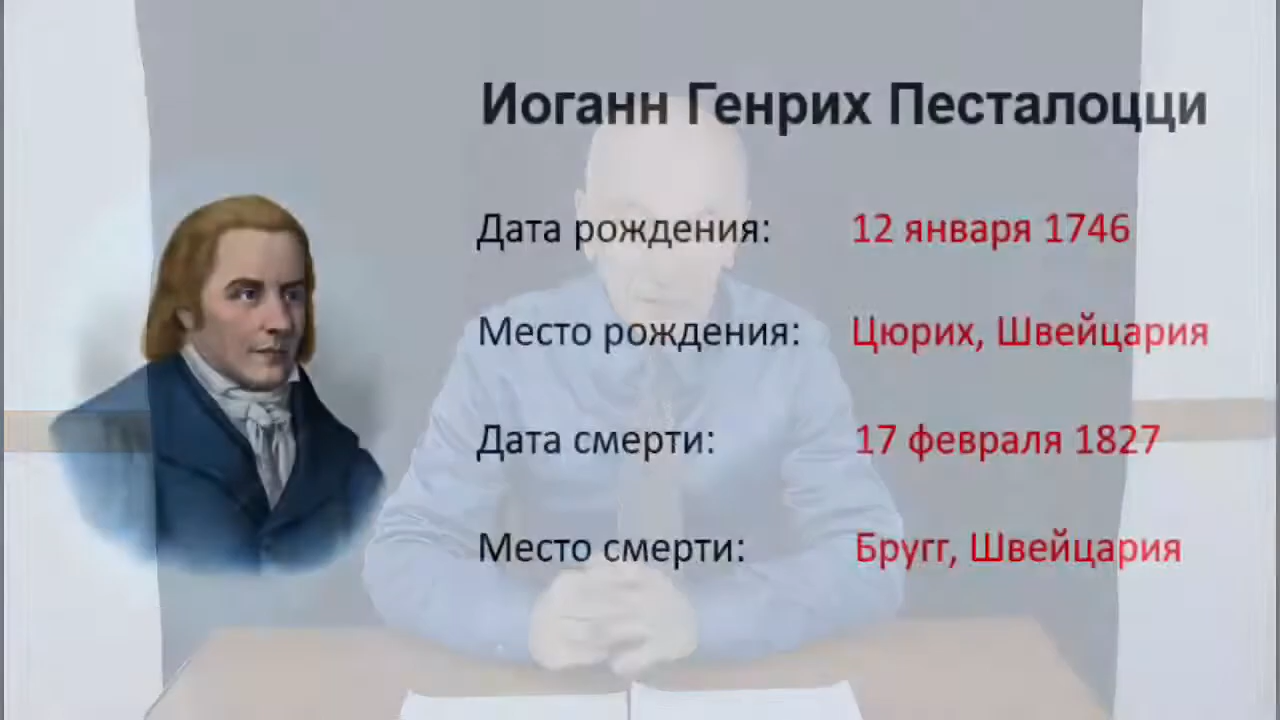 Иоганн Генрих Песталоцци
Дата рождения: 12 января 1746
Место рождения: Цюрих, Швейцария
Дата смерти: 17 февраля 1827
Место смерти: Бругг, Швейцария